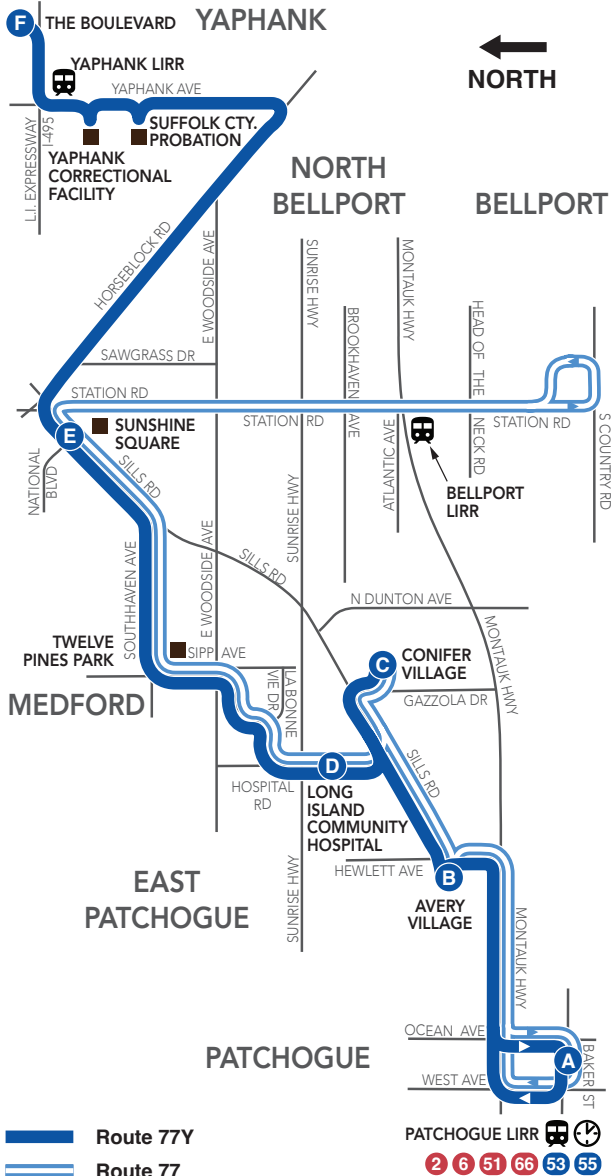 F
THE BOULEVARD
YAPHANK
NORTH
YAPHANK LIRR
YAPHANK AVE
L.I. EXPRESSWAY
I-495
YAPHANK
CORRECTIONAL
FACILITY
SUFFOLK CTY.
PROBATION
NORTH
BELLPORT
BELLPORT
HORSEBLOCK RD
E WOODSIDE AVE
SUNRISE HWY
MONTAUK HWY
BROOKHAVEN AVE
HEAD OF THE NECK RD
SAWGRASS DR
STATION RD
STATION RD
STATION RD
S COUNTRY RD
E
SUNSHINE
SQUARE
NATIONAL
BLVD
SILLS RD
ATLANTIC AVE
BELLPORT
LIRR
SUNRISE HWY
SOUTHHAVEN AVE
E WOODSIDE AVE
SILLS RD
N DUNTON AVE
MONTAUK HWY
TWELVE
PINES PARK
SIPP AVE
LA BONNE
VIE DR
C
CONIFER
VILLAGE
GAZZOLA DR
MEDFORD
D
HOSPITAL
RD
LONG
ISLAND
COMMUNITY
HOSPITAL
SILLS RD
HEWLETT AVE
B
AVERY
VILLAGE
EAST
PATCHOGUE
SUNRISE HWY
MONTAUK HWY
OCEAN AVE
A
BAKER ST
PATCHOGUE
WEST AVE
PATCHOGUE LIRR
2 6 51 66 53 55
Route 77Y
Route 77